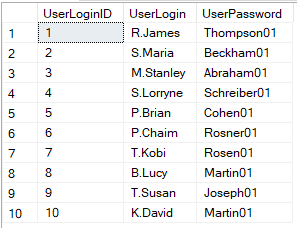 UserLoginID UserLogin UserPassword
1 1 R.James Thompson01
2 2 S.Maria Beckham01
3 3 M.Stanley Abraham01
4 4 S.Lorryne Schreiber01
5 5 P.Brian Cohen01
6 6 P.Chaim Rosner01
7 7 T.Kobi Rosen01
8 8 B.Lucy Martin01
9 9 T.Susan Joseph01
10 10 K.David Martin01